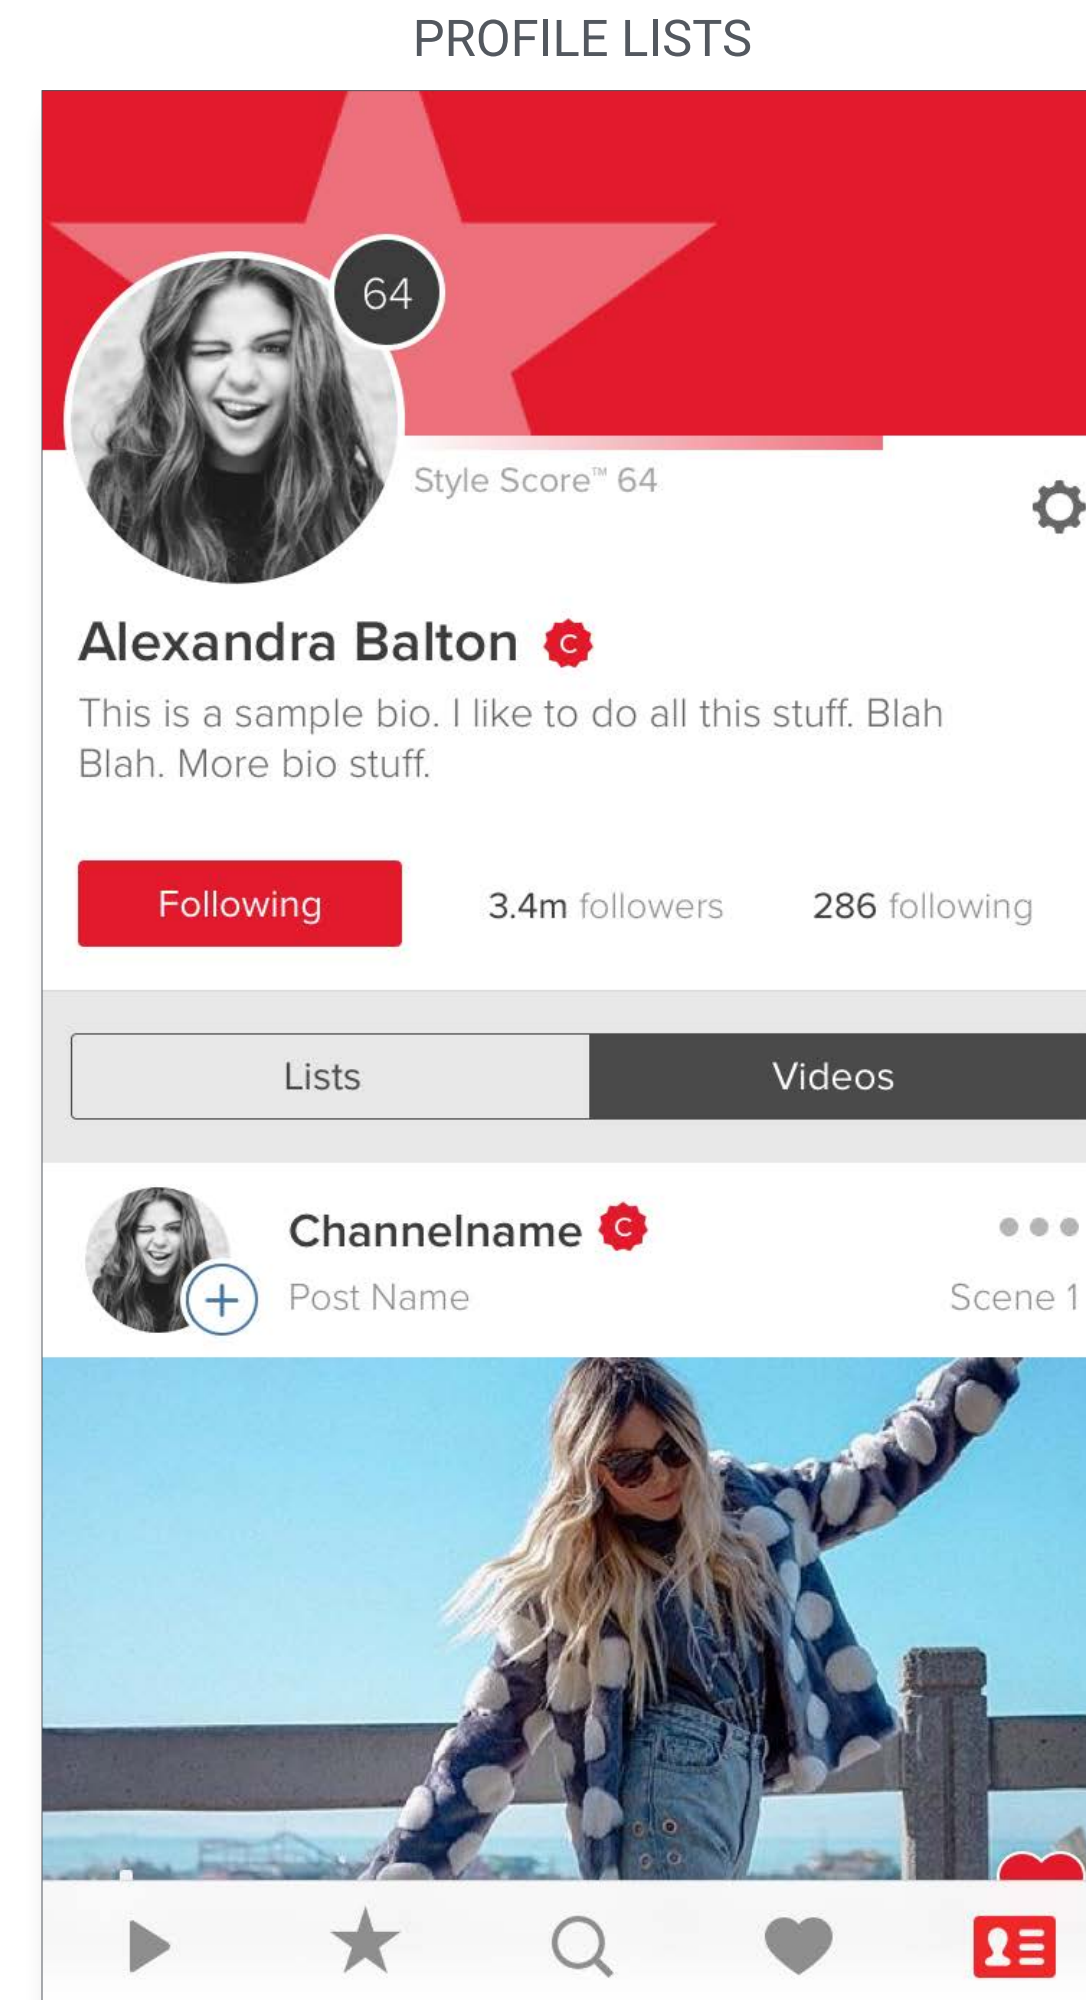 PROFILE LISTS
64
Style Score™ 64
Alexandra Balton C
This is a sample bio. I like to do all this stuff. Blah
Blah. More bio stuff.
Following
3.4m followers
286 following
Lists
Videos
Channelname C
Post Name
Scene 1